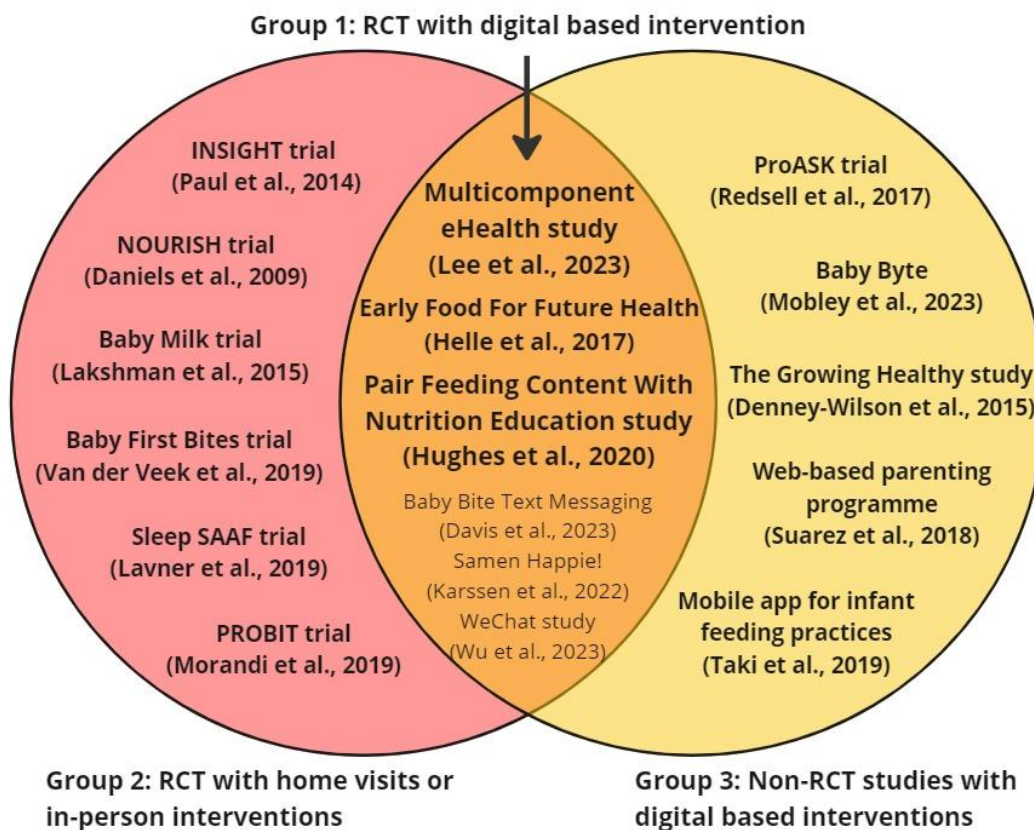 Group 1: RCT with digital based intervention
INSIGHT trial
(Paul et al., 2014)
NOURISH trial
(Daniels et al., 2009)
Baby Milk trial
(Lakshman et al., 2015)
Baby First Bites trial
(Van der Veek et al., 2019)
Sleep SAAF trial
(Lavner et al., 2019)
PROBIT trial
(Morandi et al., 2019)
Multicomponent
eHealth study
(Lee et al., 2023)
Early Food For Future Health
(Helle et al., 2017)
Pair Feeding Content With
Nutrition Education study
(Hughes et al., 2020)
Baby Bite Text Messaging
(Davis et al., 2023)
Samen Happie!
(Karssen et al., 2022)
WeChat study
(Wu et al., 2023)
ProASK trial
(Redsell et al., 2017)
Baby Byte
(Mobley et al., 2023)
The Growing Healthy study
(Denney-Wilson et al., 2015)
Web-based parenting
programme
(Suarez et al., 2018)
Mobile app for infant
feeding practices
(Taki et al., 2019)
Group 2: RCT with home visits or
in-person interventions
Group 3: Non-RCT studies with
digital based interventions